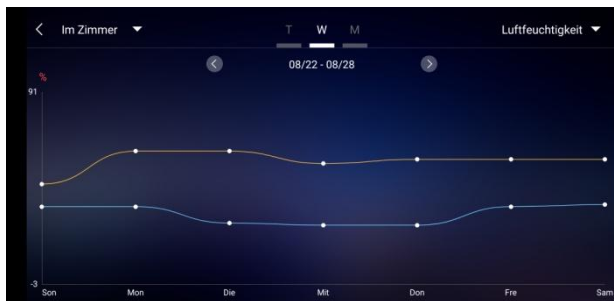 Im Zimmer
T W M
Luftfeuchtigkeit
08/22 - 08/28
%
91
-3
Son Mon Die Mit Don Fre Sam